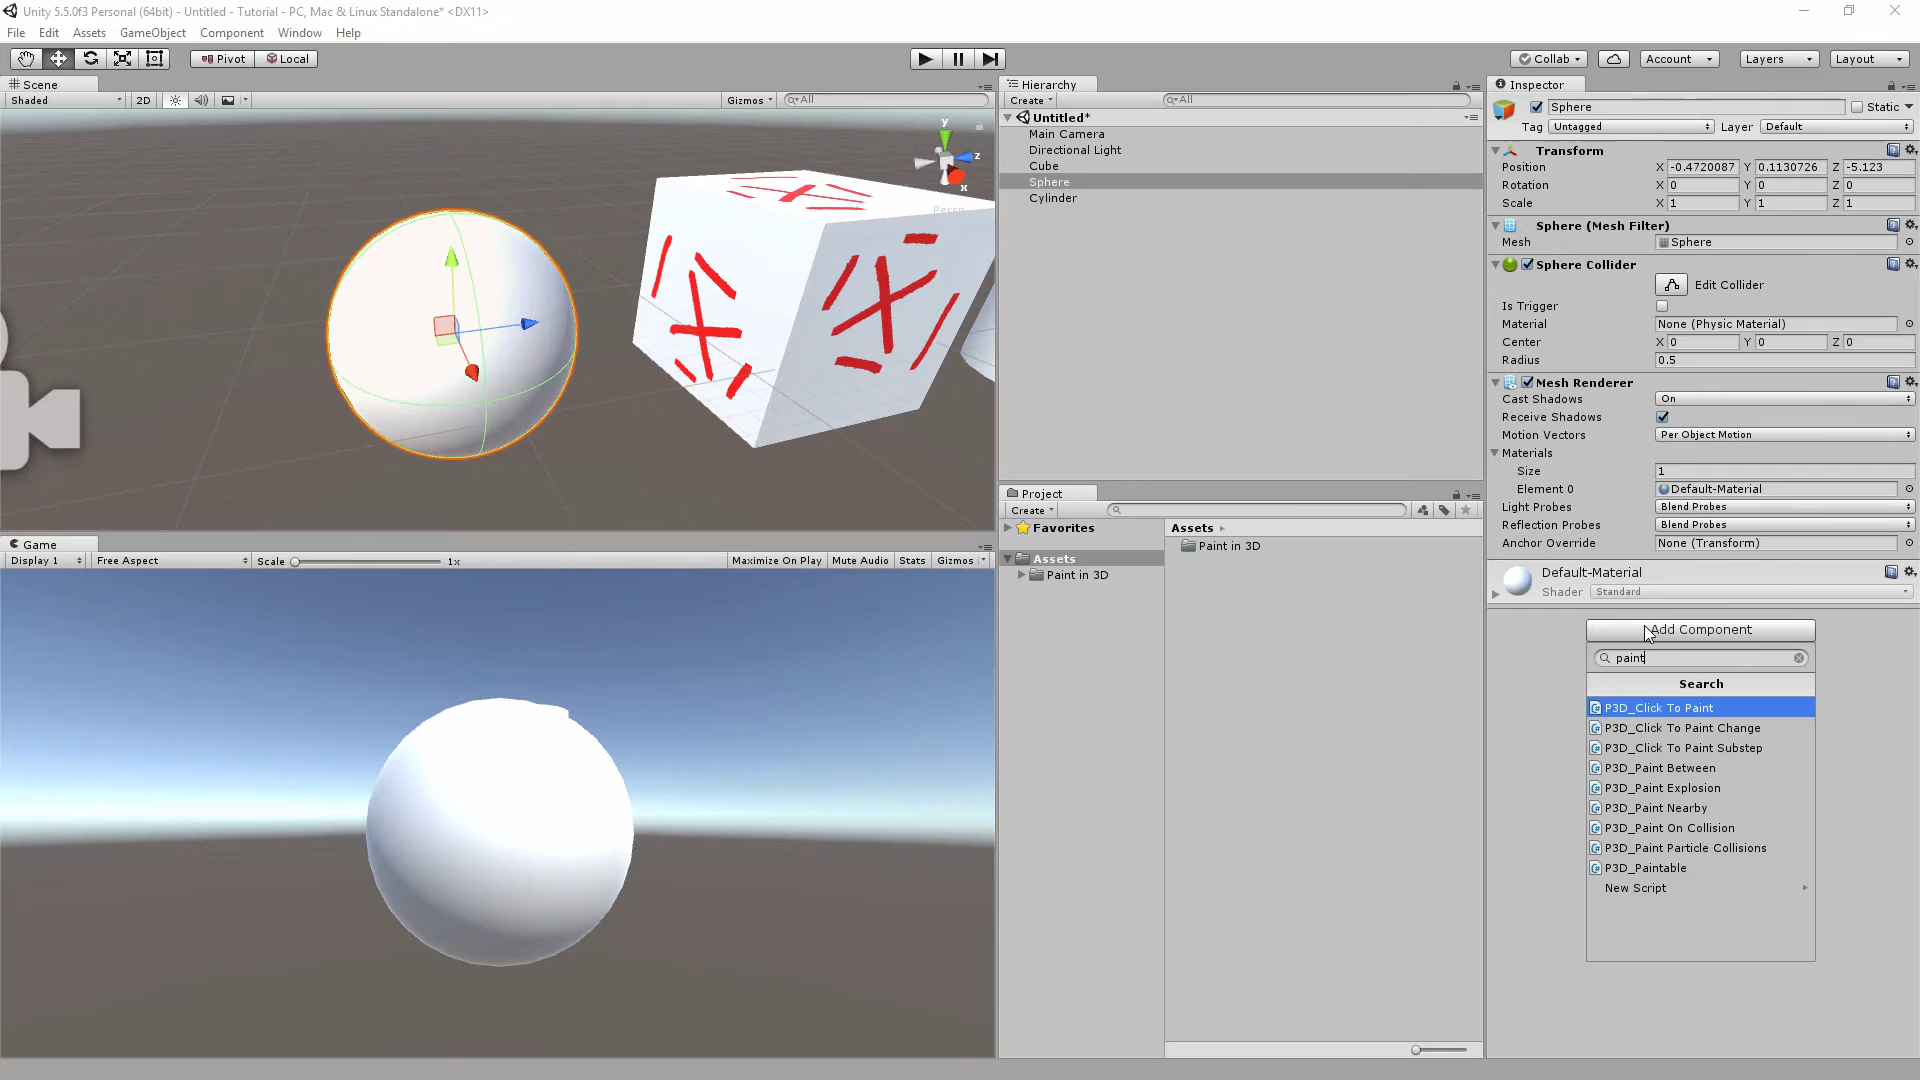 Unity 5.5.0f3 Personal (64bit) - Untitled - Tutorial - PC, Mac & Linux Standalone* <DX11>
File Edit Assets GameObject Component Window Help
Pivot Local Collab Account Layers Layout
Scene
Shaded 2D Gizmos All
y
z
x
Persp
Hierarchy
Create All
Untitled*
Main Camera
Directional Light
Cube
Sphere
Cylinder
Game
Display 1 Free Aspect Scale 1x Maximize On Play Mute Audio Stats Gizmos
Project
Create
Favorites
Assets
Paint in 3D
Assets
Paint in 3D
Inspector
Sphere Static
Tag Untagged Layer Default
Transform
Position X -0.4720087 Y 0.1130726 Z -5.123
Rotation X 0 Y 0 Z 0
Scale X 1 Y 1 Z 1
Sphere (Mesh Filter)
Mesh Sphere
Sphere Collider
Edit Collider
Is Trigger
Material None (Physic Material)
Center X 0 Y 0 Z 0
Radius 0.5
Mesh Renderer
Cast Shadows On
Receive Shadows
Motion Vectors Per Object Motion
Materials
Size 1
Element 0 Default-Material
Light Probes Blend Probes
Reflection Probes Blend Probes
Anchor Override None (Transform)
Default-Material
Shader Standard
Add Component
paint
Search
P3D_Click To Paint
P3D_Click To Paint Change
P3D_Click To Paint Substep
P3D_Paint Between
P3D_Paint Explosion
P3D_Paint Nearby
P3D_Paint On Collision
P3D_Paint Particle Collisions
P3D_Paintable
New Script